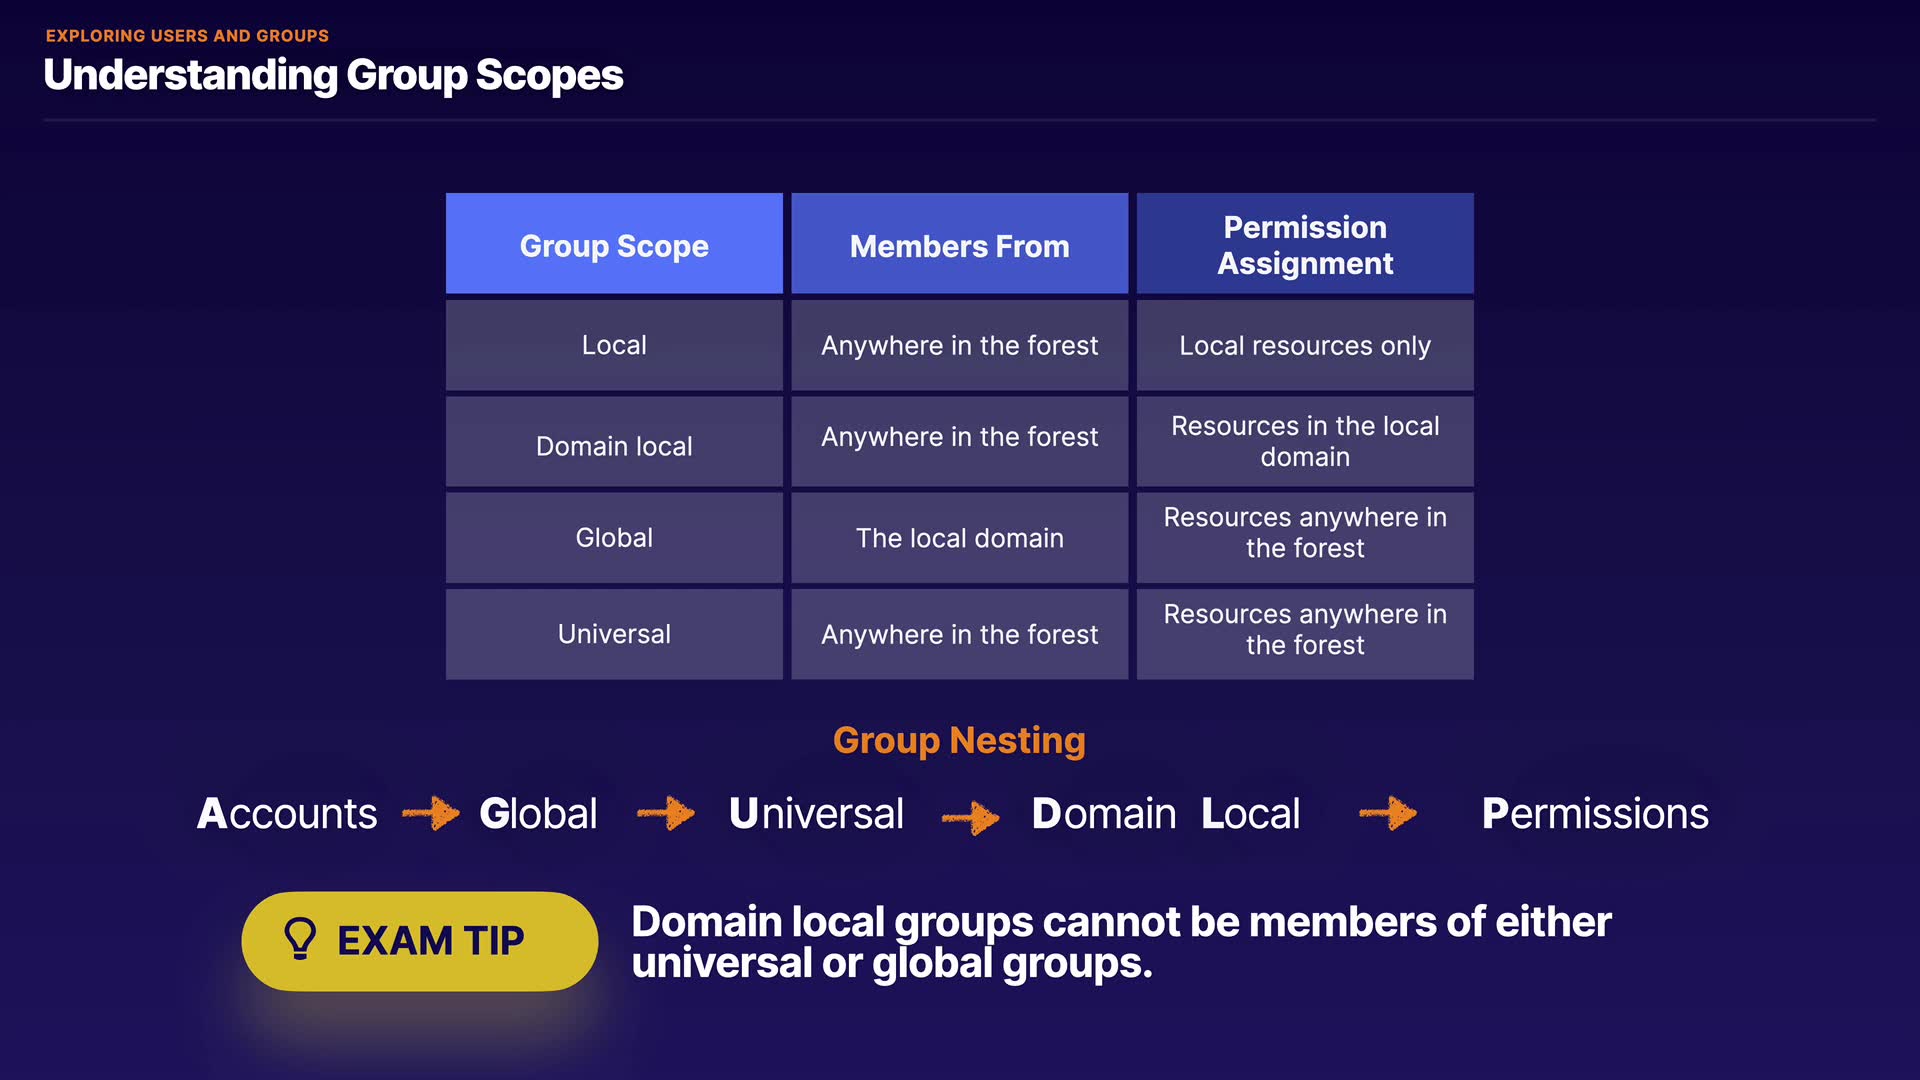 EXPLORING USERS AND GROUPS
Understanding Group Scopes
Group Scope
Members From
Permission
Assignment
Local
Anywhere in the forest
Local resources only
Domain local
Anywhere in the forest
Resources in the local
domain
Global
The local domain
Resources anywhere in
the forest
Universal
Anywhere in the forest
Resources anywhere in
the forest
Group Nesting
Accounts Global Universal Domain Local Permissions
EXAM TIP
Domain local groups cannot be members of either
universal or global groups.